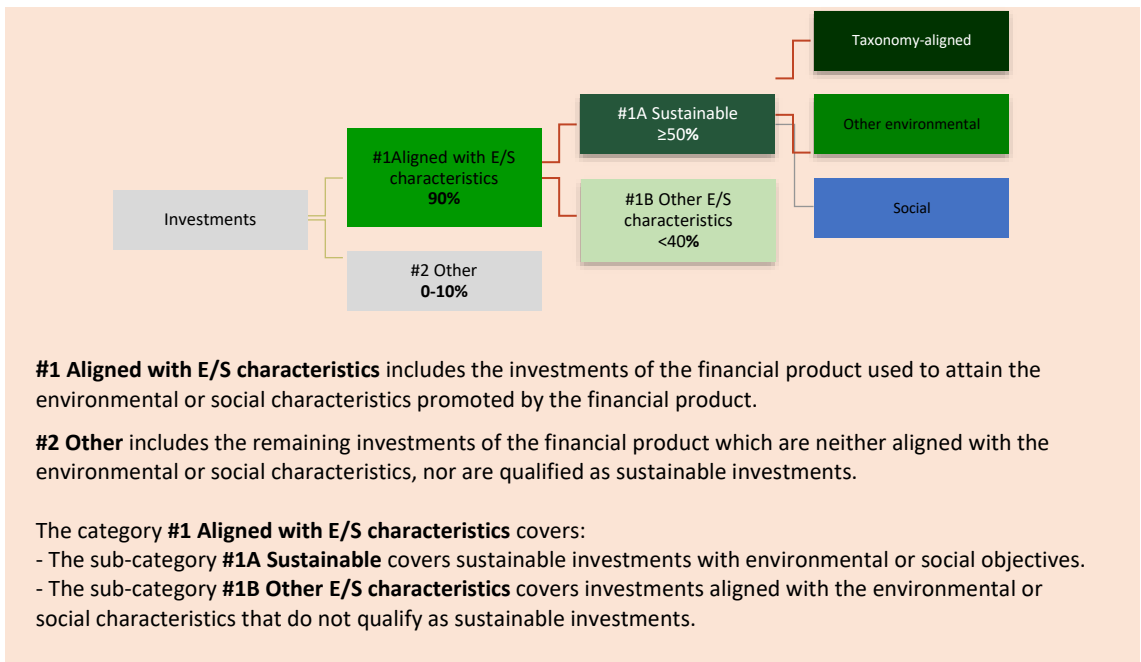 Taxonomy-aligned
#1A Sustainable
≥50%
Other environmental
#1Aligned with E/S
characteristics
90%
#1B Other E/S
characteristics
<40%
Social
Investments
#2 Other
0-10%
#1 Aligned with E/S characteristics includes the investments of the financial product used to attain the
environmental or social characteristics promoted by the financial product.
#2 Other includes the remaining investments of the financial product which are neither aligned with the
environmental or social characteristics, nor are qualified as sustainable investments.
The category #1 Aligned with E/S characteristics covers:
- The sub-category #1A Sustainable covers sustainable investments with environmental or social objectives.
- The sub-category #1B Other E/S characteristics covers investments aligned with the environmental or
social characteristics that do not qualify as sustainable investments.